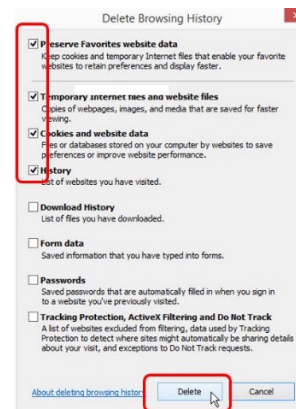 Delete Browsing History
Preserve Favorites website data
Keep cookies and temporary Internet files that enable your favorite
websites to retain preferences and display faster.
Temporary Internet files and website files
Copies of webpages, images, and media that are saved for faster
viewing.
Cookies and website data
Files or databases stored on your computer by websites to save
preferences or improve website performance.
History
List of websites you have visited.
Download History
List of files you have downloaded.
Form data
Saved information that you have typed into forms.
Passwords
Saved passwords that are automatically filled in when you sign in
to a website you've previously visited.
Tracking Protection, ActiveX Filtering and Do Not Track
A list of websites excluded from filtering, data used by Tracking
Protection to detect where sites might automatically be sharing details
about your visit, and exceptions to Do Not Track requests.
About deleting browsing history
Delete
Cancel